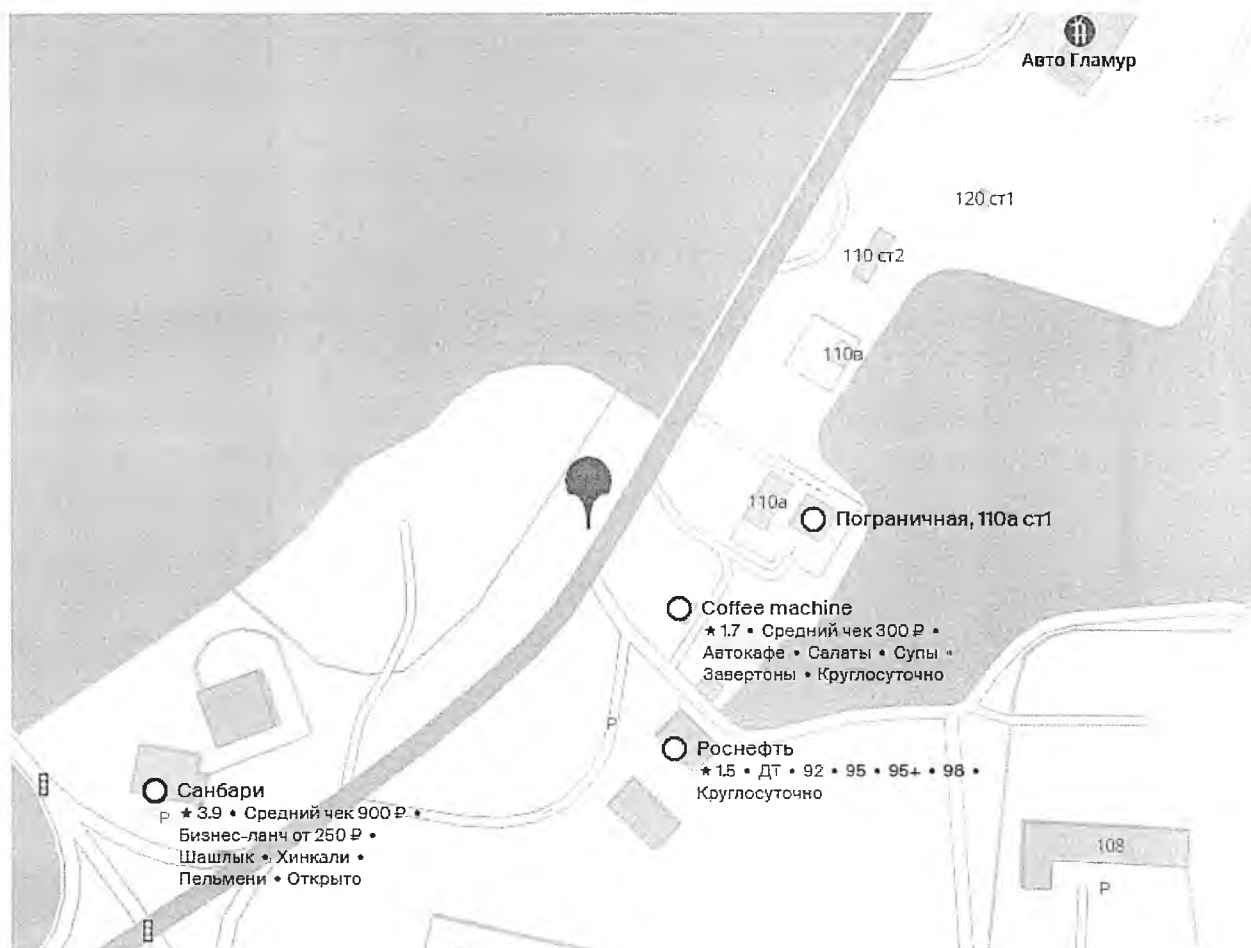 Авто Гламур
120 ст1
110 ст2
110в
110а
Пограничная, 110а ст1
Coffee machine
★ 1.7 • Средний чек 300 ₽ •
Автокафе • Салаты • Супы •
Завертоны • Круглосуточно
P
Роснефть
★ 1.5 • ДТ • 92 • 95 • 95+ • 98 •
Круглосуточно
Санбари
P ★ 3.9 • Средний чек 900 ₽ •
Бизнес-ланч от 250 ₽ •
Шашлык • Хинкали •
Пельмени • Открыто
108
P